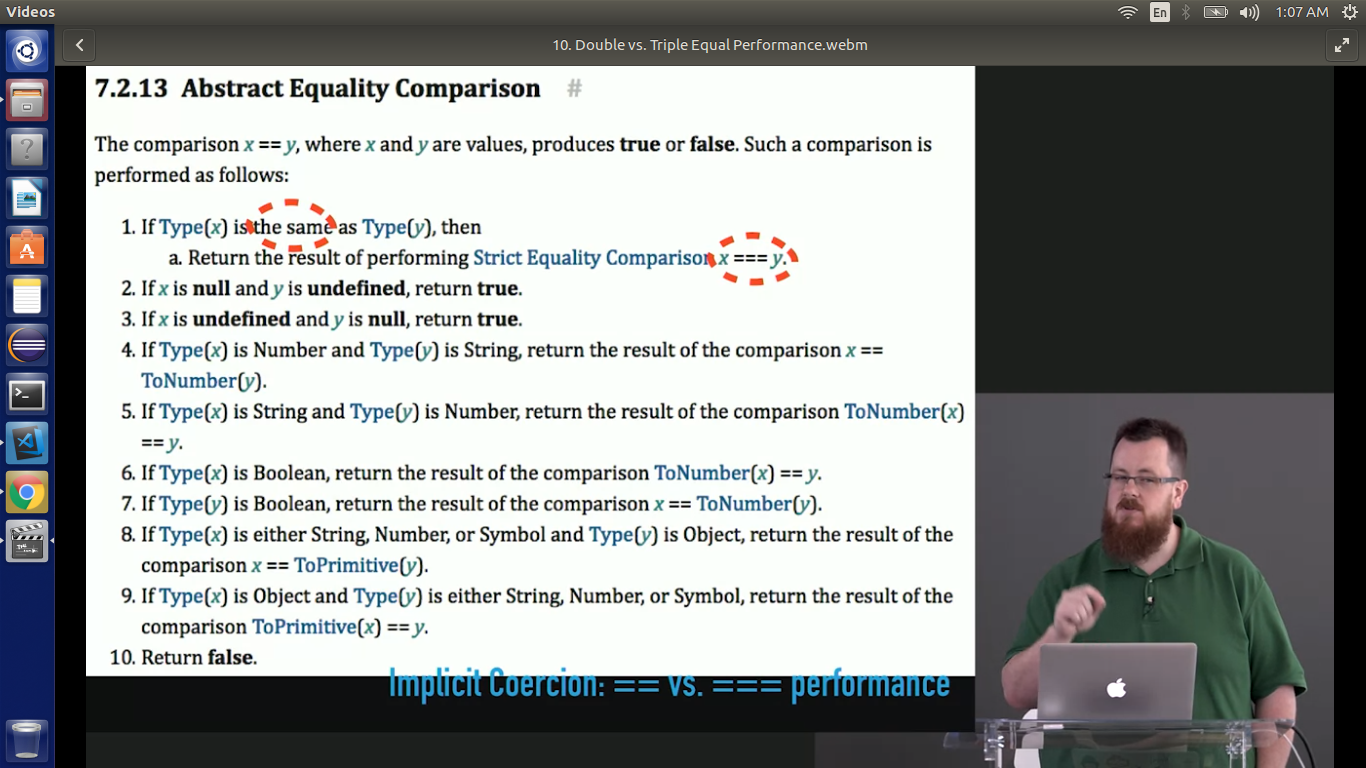 Videos
En
1:07 AM
10. Double vs. Triple Equal Performance.webm
7.2.13 Abstract Equality Comparison #
The comparison x == y, where x and y are values, produces true or false. Such a comparison is
performed as follows:
1. If Type(x) is the same as Type(y), then
a. Return the result of performing Strict Equality Comparison x === y.
2. If x is null and y is undefined, return true.
3. If x is undefined and y is null, return true.
4. If Type(x) is Number and Type(y) is String, return the result of the comparison x ==
ToNumber(y).
5. If Type(x) is String and Type(y) is Number, return the result of the comparison ToNumber(x)
== y.
6. If Type(x) is Boolean, return the result of the comparison ToNumber(x) == y.
7. If Type(y) is Boolean, return the result of the comparison x == ToNumber(y).
8. If Type(x) is either String, Number, or Symbol and Type(y) is Object, return the result of the
comparison x == ToPrimitive(y).
9. If Type(x) is Object and Type(y) is either String, Number, or Symbol, return the result of the
comparison ToPrimitive(x) == y.
10. Return false.
Implicit Coercion: == vs. === performance